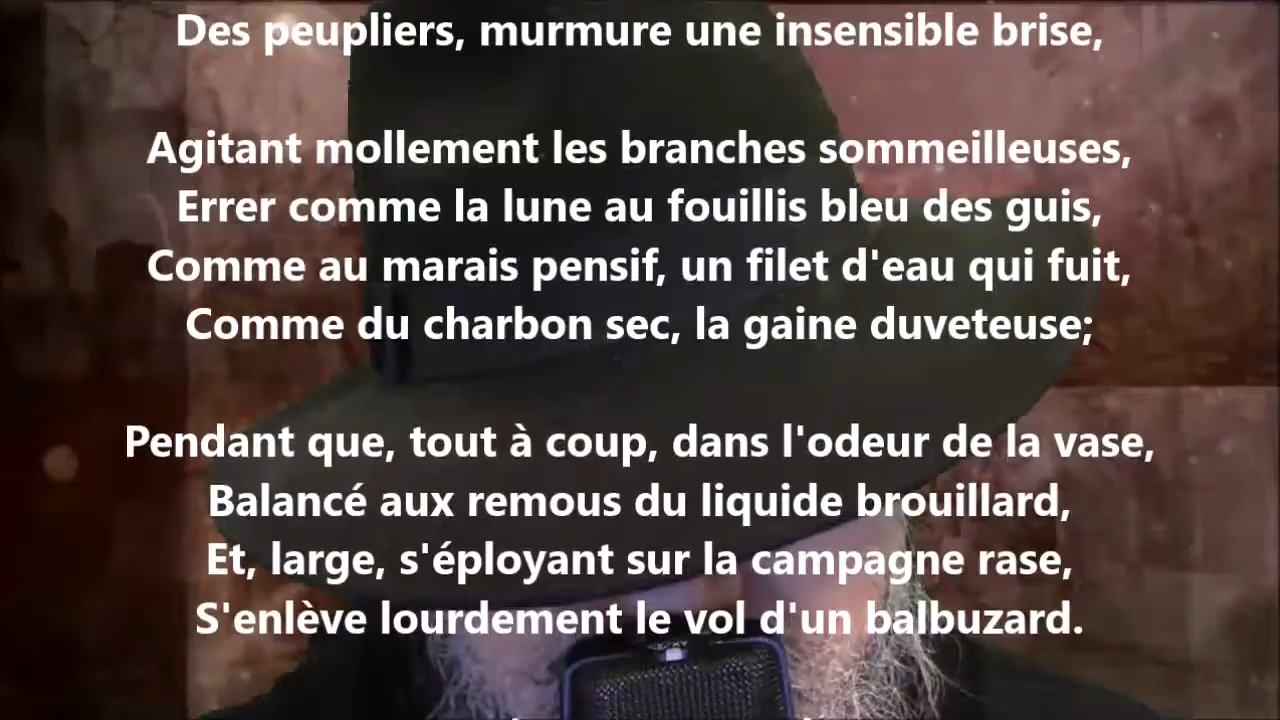 Des peupliers, murmure une insensible brise,
Agitant mollement les branches sommeilleuses,
Errer comme la lune au fouillis bleu des guis,
Comme au marais pensif, un filet d'eau qui fuit,
Comme du charbon sec, la gaine duveteuse;
Pendant que, tout à coup, dans l'odeur de la vase,
Balancé aux remous du liquide brouillard,
Et, large, s'éployant sur la campagne rase,
S'enlève lourdement le vol d'un balbuzard.